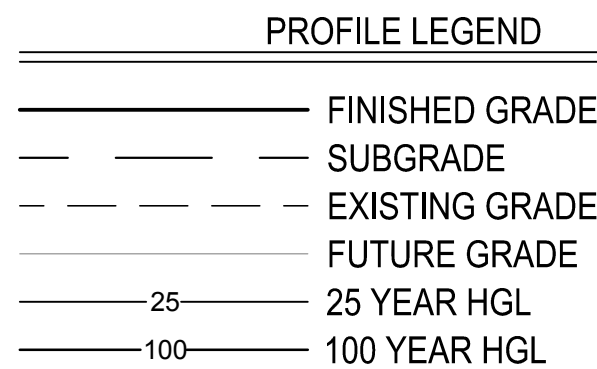 PROFILE LEGEND
FINISHED GRADE
SUBGRADE
EXISTING GRADE
FUTURE GRADE
25 25 YEAR HGL
100 100 YEAR HGL